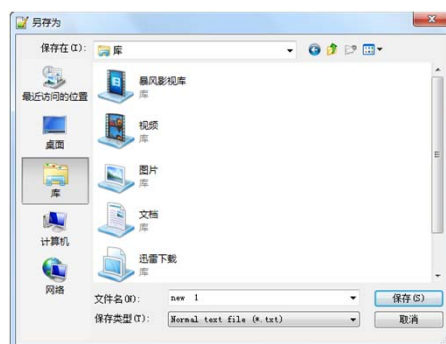 另存为
保存在(I):
库
最近访问的位置
桌面
库
计算机
网络
暴风影视库
库
视频
库
图片
库
文档
库
迅雷下载
库
文件名(N):
new 1
保存(S)
保存类型(T):
Normal text file (*.txt)
取消